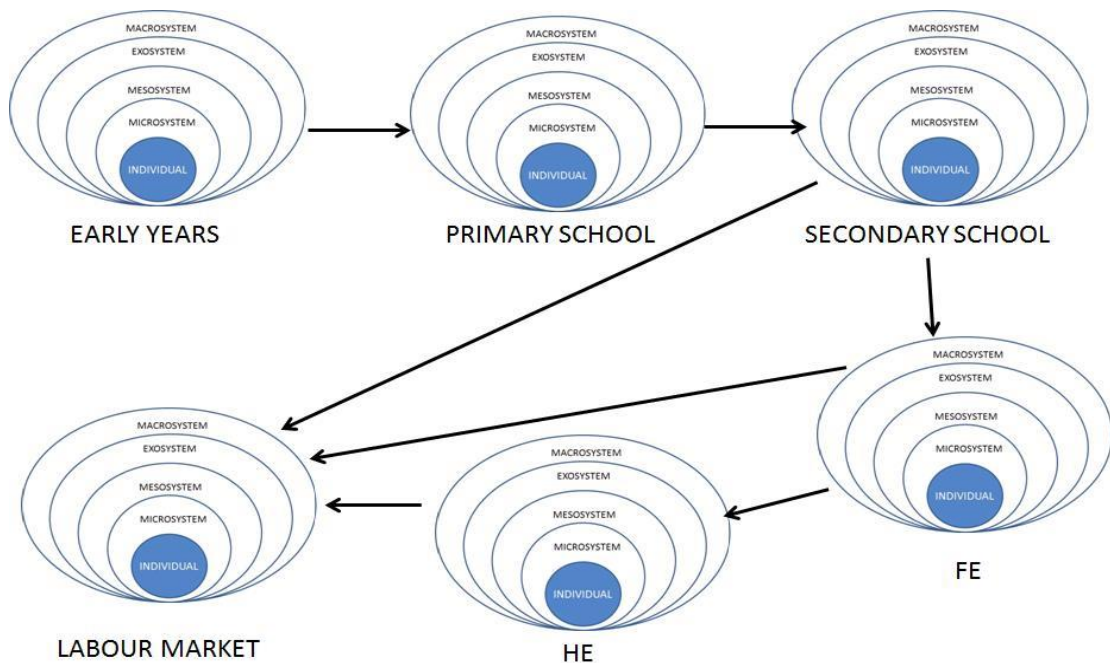 MACROSYSTEM
EXOSYSTEM
MESOSYSTEM
MICROSYSTEM
INDIVIDUAL
EARLY YEARS
MACROSYSTEM
EXOSYSTEM
MESOSYSTEM
MICROSYSTEM
INDIVIDUAL
PRIMARY SCHOOL
MACROSYSTEM
EXOSYSTEM
MESOSYSTEM
MICROSYSTEM
INDIVIDUAL
SECONDARY SCHOOL
MACROSYSTEM
EXOSYSTEM
MESOSYSTEM
MICROSYSTEM
INDIVIDUAL
LABOUR MARKET
MACROSYSTEM
EXOSYSTEM
MESOSYSTEM
MICROSYSTEM
INDIVIDUAL
HE
MACROSYSTEM
EXOSYSTEM
MESOSYSTEM
MICROSYSTEM
INDIVIDUAL
FE